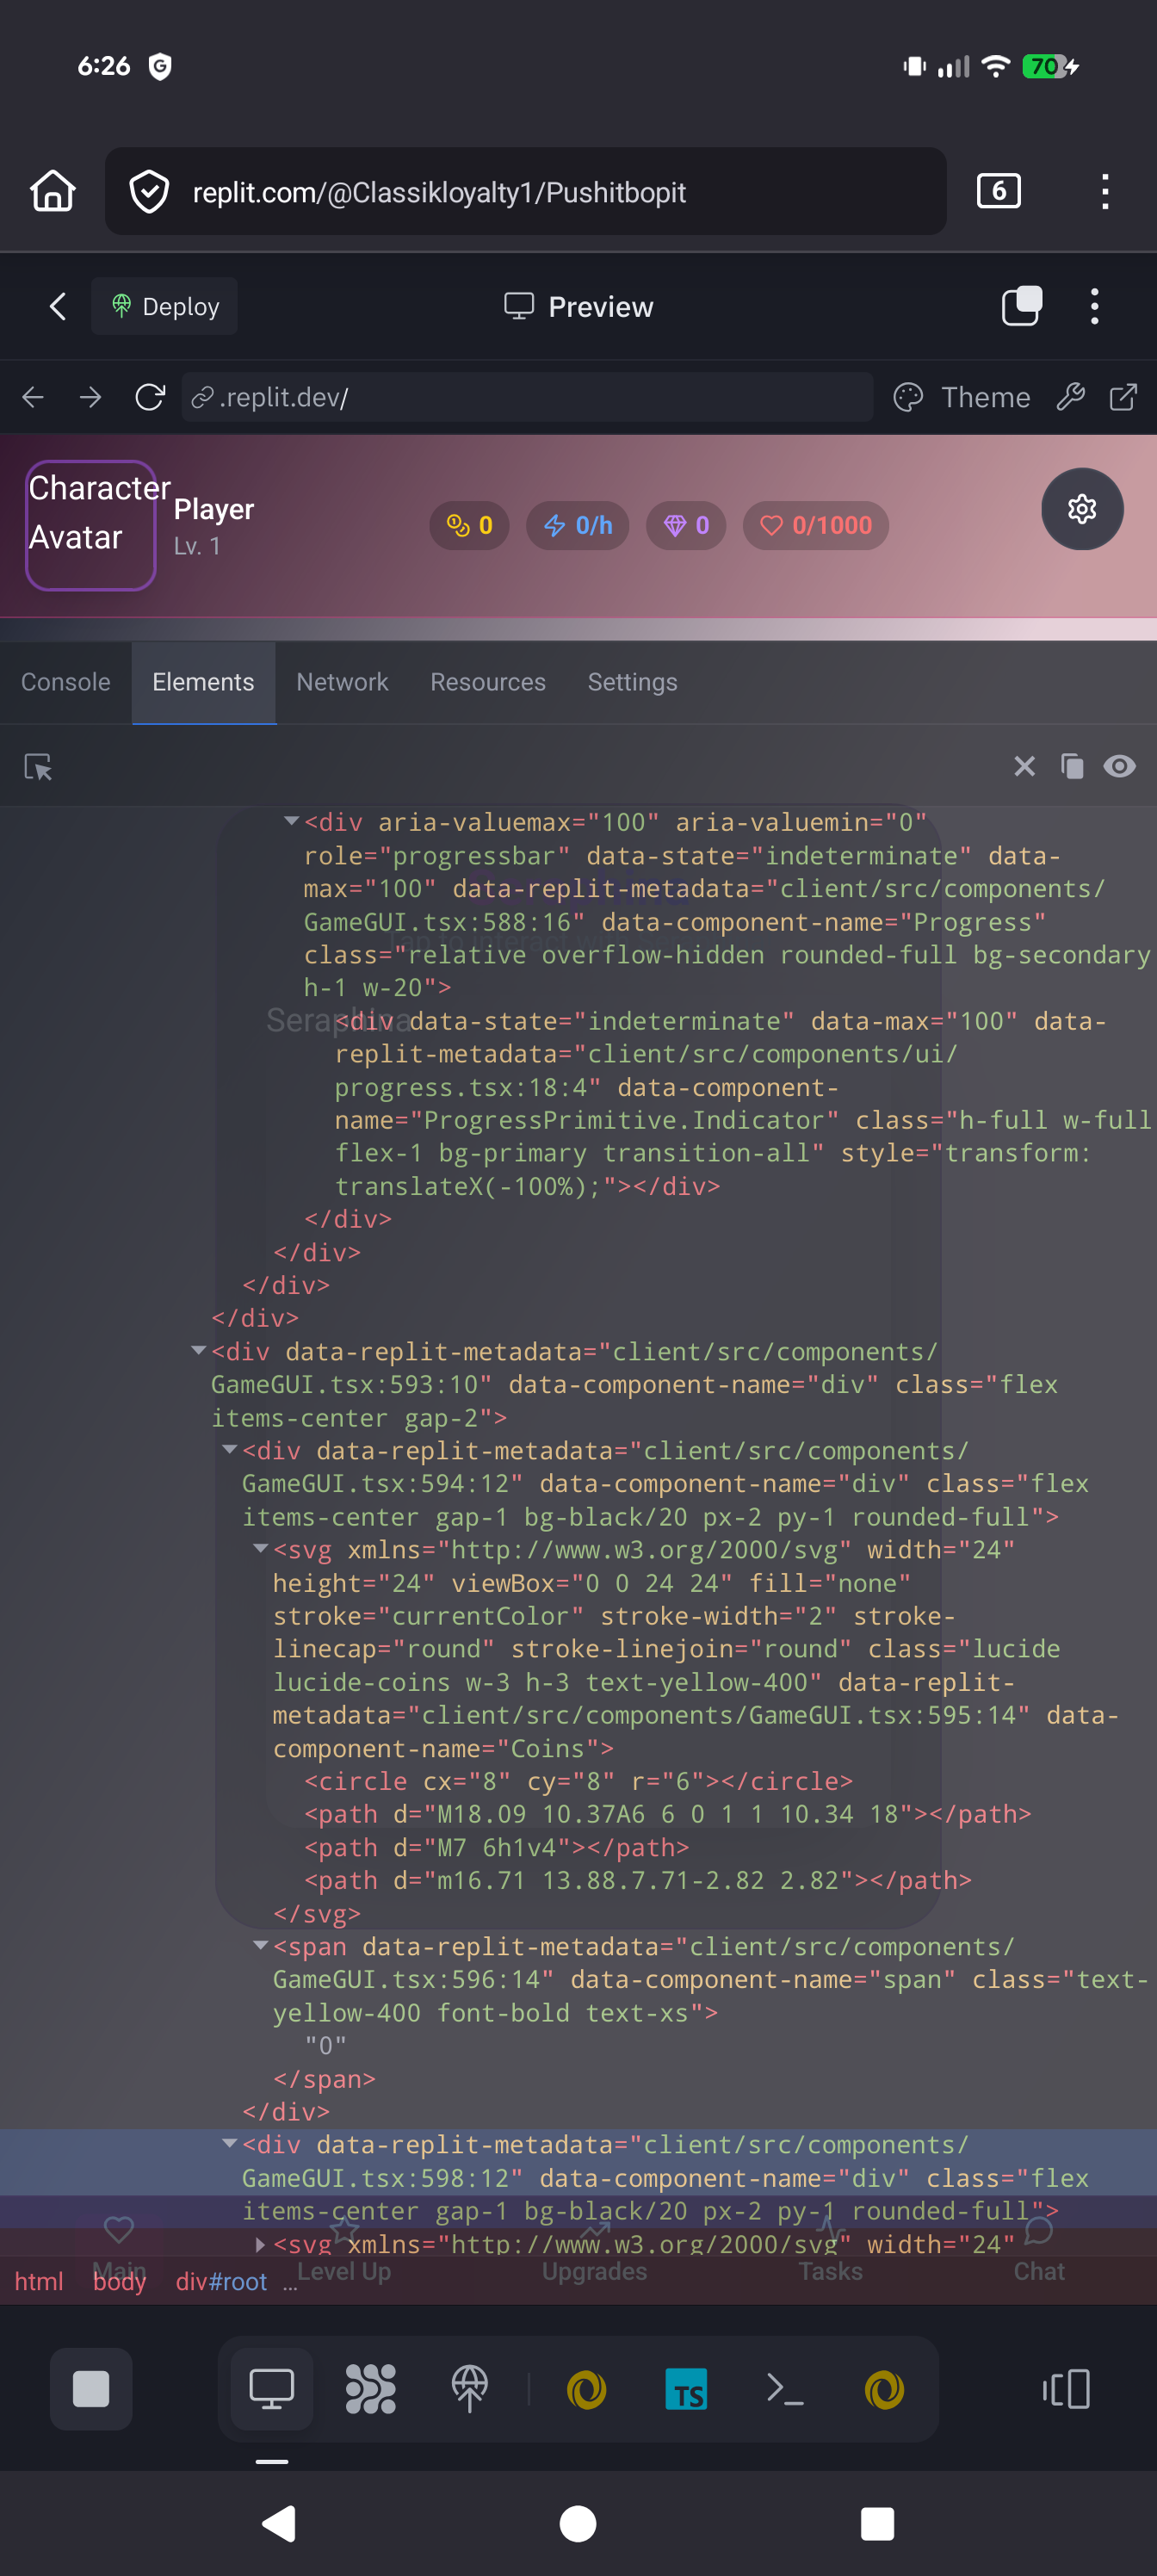 6:26
70
replit.com/@Classikloyalty1/Pushitbopit
6
Deploy
Preview
.replit.dev/
Theme
Character
Avatar
Player
Lv. 1
0
0/h
0
0/1000
Console
Elements
Network
Resources
Settings
<div aria-valuemax="100" aria-valuemin="0"
role="progressbar" data-state="indeterminate" data-
max="100" data-replit-metadata="client/src/components/
GameGUI.tsx:588:16" data-component-name="Progress"
class="relative overflow-hidden rounded-full bg-secondary
h-1 w-20">
Seraphina
<div data-state="indeterminate" data-max="100" data-
replit-metadata="client/src/components/ui/
progress.tsx:18:4" data-component-
name="ProgressPrimitive.Indicator" class="h-full w-full
flex-1 bg-primary transition-all" style="transform:
translateX(-100%);"></div>
</div>
</div>
</div>
</div>
<div data-replit-metadata="client/src/components/
GameGUI.tsx:593:10" data-component-name="div" class="flex
items-center gap-2">
<div data-replit-metadata="client/src/components/
GameGUI.tsx:594:12" data-component-name="div" class="flex
items-center gap-1 bg-black/20 px-2 py-1 rounded-full">
<svg xmlns="http://www.w3.org/2000/svg" width="24"
height="24" viewBox="0 0 24 24" fill="none"
stroke="currentColor" stroke-width="2" stroke-
linecap="round" stroke-linejoin="round" class="lucide
lucide-coins w-3 h-3 text-yellow-400" data-replit-
metadata="client/src/components/GameGUI.tsx:595:14" data-
component-name="Coins">
<circle cx="8" cy="8" r="6"></circle>
<path d="M18.09 10.37A6 6 0 1 1 10.34 18"></path>
<path d="M7 6h1v4"></path>
<path d="m16.71 13.88.7.71-2.82 2.82"></path>
</svg>
<span data-replit-metadata="client/src/components/
GameGUI.tsx:596:14" data-component-name="span" class="text-
yellow-400 font-bold text-xs">
"0"
</span>
</div>
<div data-replit-metadata="client/src/components/
GameGUI.tsx:598:12" data-component-name="div" class="flex
items-center gap-1 bg-black/20 px-2 py-1 rounded-full">
<svg xmlns="http://www.w3.org/2000/svg" width="24"
Main
Level Up
Upgrades
Tasks
Chat
html
body
div#root
...
TS